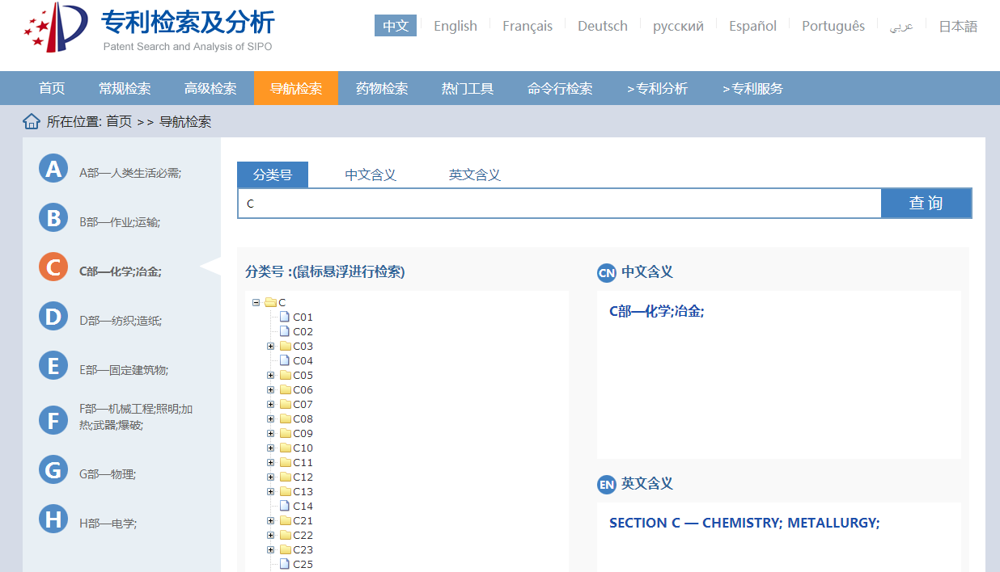 专利检索及分析
Patent Search and Analysis of SIPO
中文 English Français Deutsch русский Español Português عربي 日本語
首页 常规检索 高级检索 导航检索 药物检索 热门工具 命令行检索 >专利分析 >专利服务
所在位置: 首页 >> 导航检索
A A部—人类生活必需;
B B部—作业;运输;
C C部—化学;冶金;
D D部—纺织;造纸;
E E部—固定建筑物;
F F部—机械工程;照明;加
热;武器;爆破;
G G部—物理;
H H部—电学;
分类号 中文含义 英文含义
C 查询
分类号 :(鼠标悬浮进行检索)
C
C01
C02
C03
C04
C05
C06
C07
C08
C09
C10
C11
C12
C13
C14
C21
C22
C23
C25
CN 中文含义
C部—化学;冶金;
EN 英文含义
SECTION C — CHEMISTRY; METALLURGY;